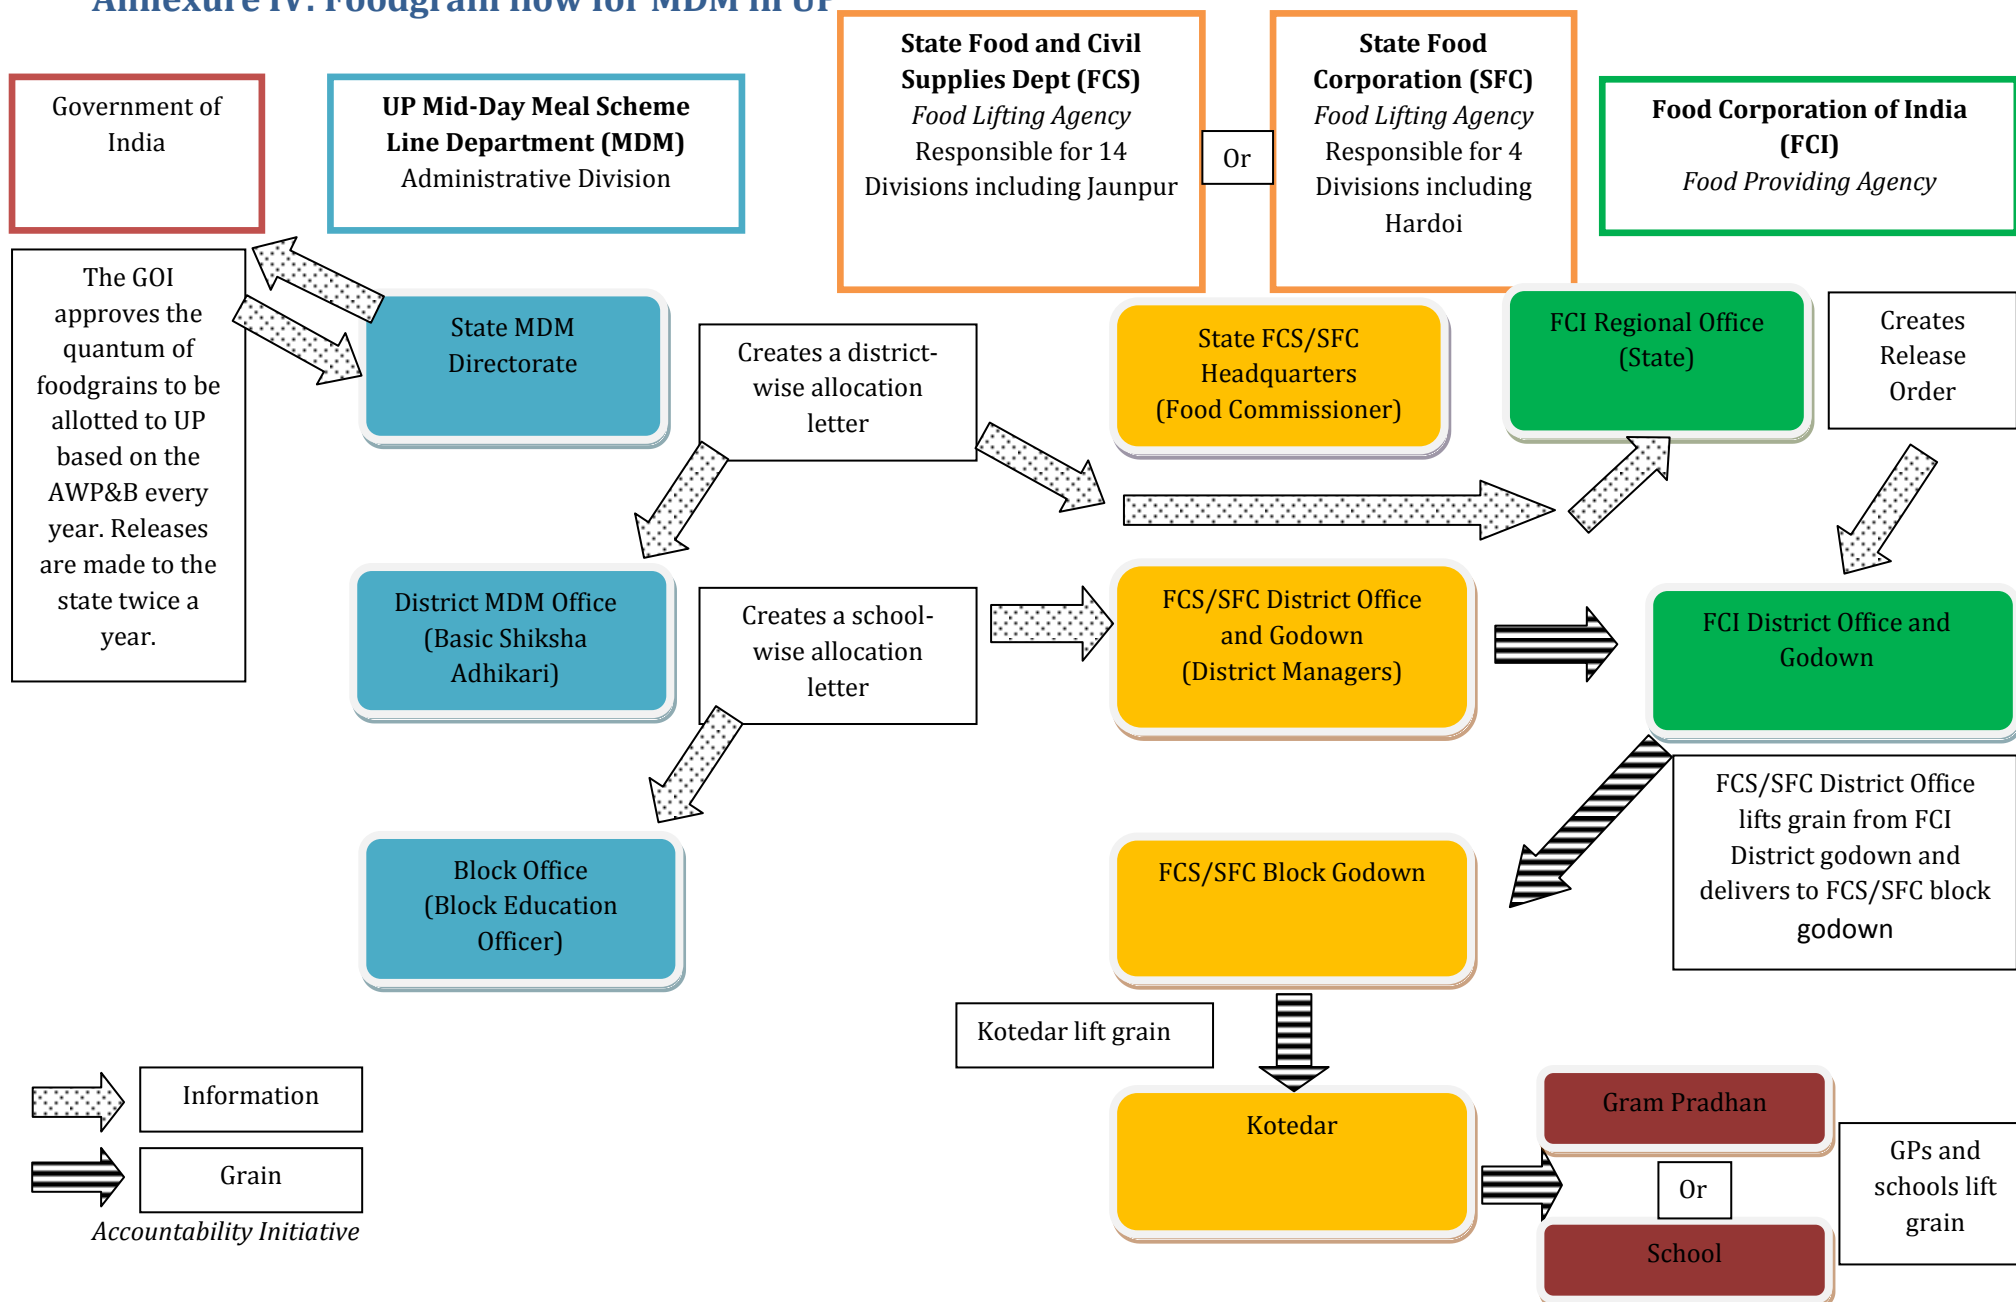 Annexure IV: Foodgrain flow for MDM in UP
Government of
India
UP Mid-Day Meal Scheme
Line Department (MDM)
Administrative Division
State Food and Civil
Supplies Dept (FCS)
Food Lifting Agency
Responsible for 14
Divisions including Jaunpur
Or
State Food
Corporation (SFC)
Food Lifting Agency
Responsible for 4
Divisions including
Hardoi
Food Corporation of India
(FCI)
Food Providing Agency
The GOI
approves the
quantum of
foodgrains to be
allotted to UP
based on the
AWP&B every
year. Releases
are made to the
state twice a
year.
State MDM
Directorate
Creates a district-
wise allocation
letter
State FCS/SFC
Headquarters
(Food Commissioner)
FCI Regional Office
(State)
Creates
Release
Order
District MDM Office
(Basic Shiksha
Adhikari)
Creates a school-
wise allocation
letter
FCS/SFC District Office
and Godown
(District Managers)
FCI District Office and
Godown
Block Office
(Block Education
Officer)
FCS/SFC Block Godown
FCS/SFC District Office
lifts grain from FCI
District godown and
delivers to FCS/SFC block
godown
Kotedar lift grain
Kotedar
Gram Pradhan
Or
School
GPs and
schools lift
grain
Information
Grain
Accountability Initiative